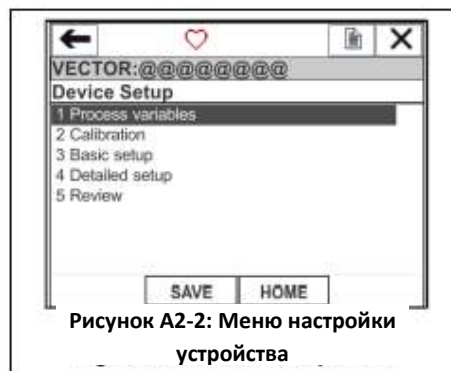 VECTOR:@@@@@@@@
Device Setup
1 Process variables
2 Calibration
3 Basic setup
4 Detailed setup
5 Review
SAVE HOME
Рисунок A2-2: Меню настройки
устройства